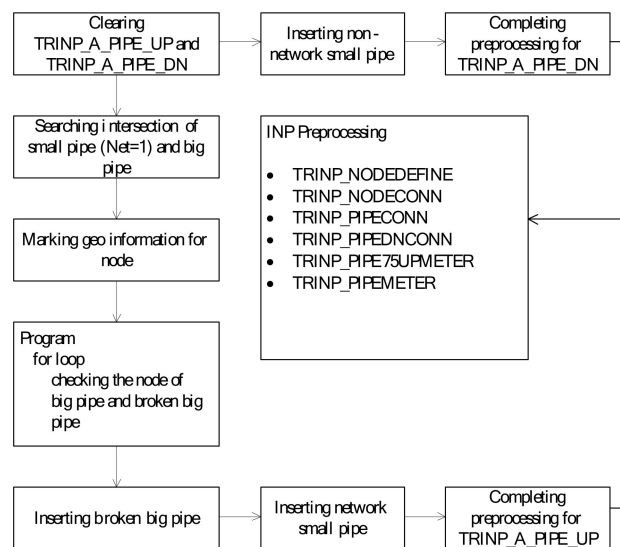 Clearing
TRINP_A_PIPE_UP and
TRINP_A_PIPE_DN
Inserting non-
network small pipe
Completing
preprocessing for
TRINP_A_PIPE_DN
Searching intersection of
small pipe (Net=1) and big
pipe
INP Preprocessing
• TRINP_NODEDEFINE
• TRINP_NODECONN
• TRINP_PIPECONN
• TRINP_PIPEDNCONN
• TRINP_PIPE75UPMETER
• TRINP_PIPEMETER
Marking geo information for
node
Program
for loop
checking the node of
big pipe and broken big
pipe
Inserting broken big pipe
Inserting network
small pipe
Completing
preprocessing for
TRINP_A_PIPE_UP